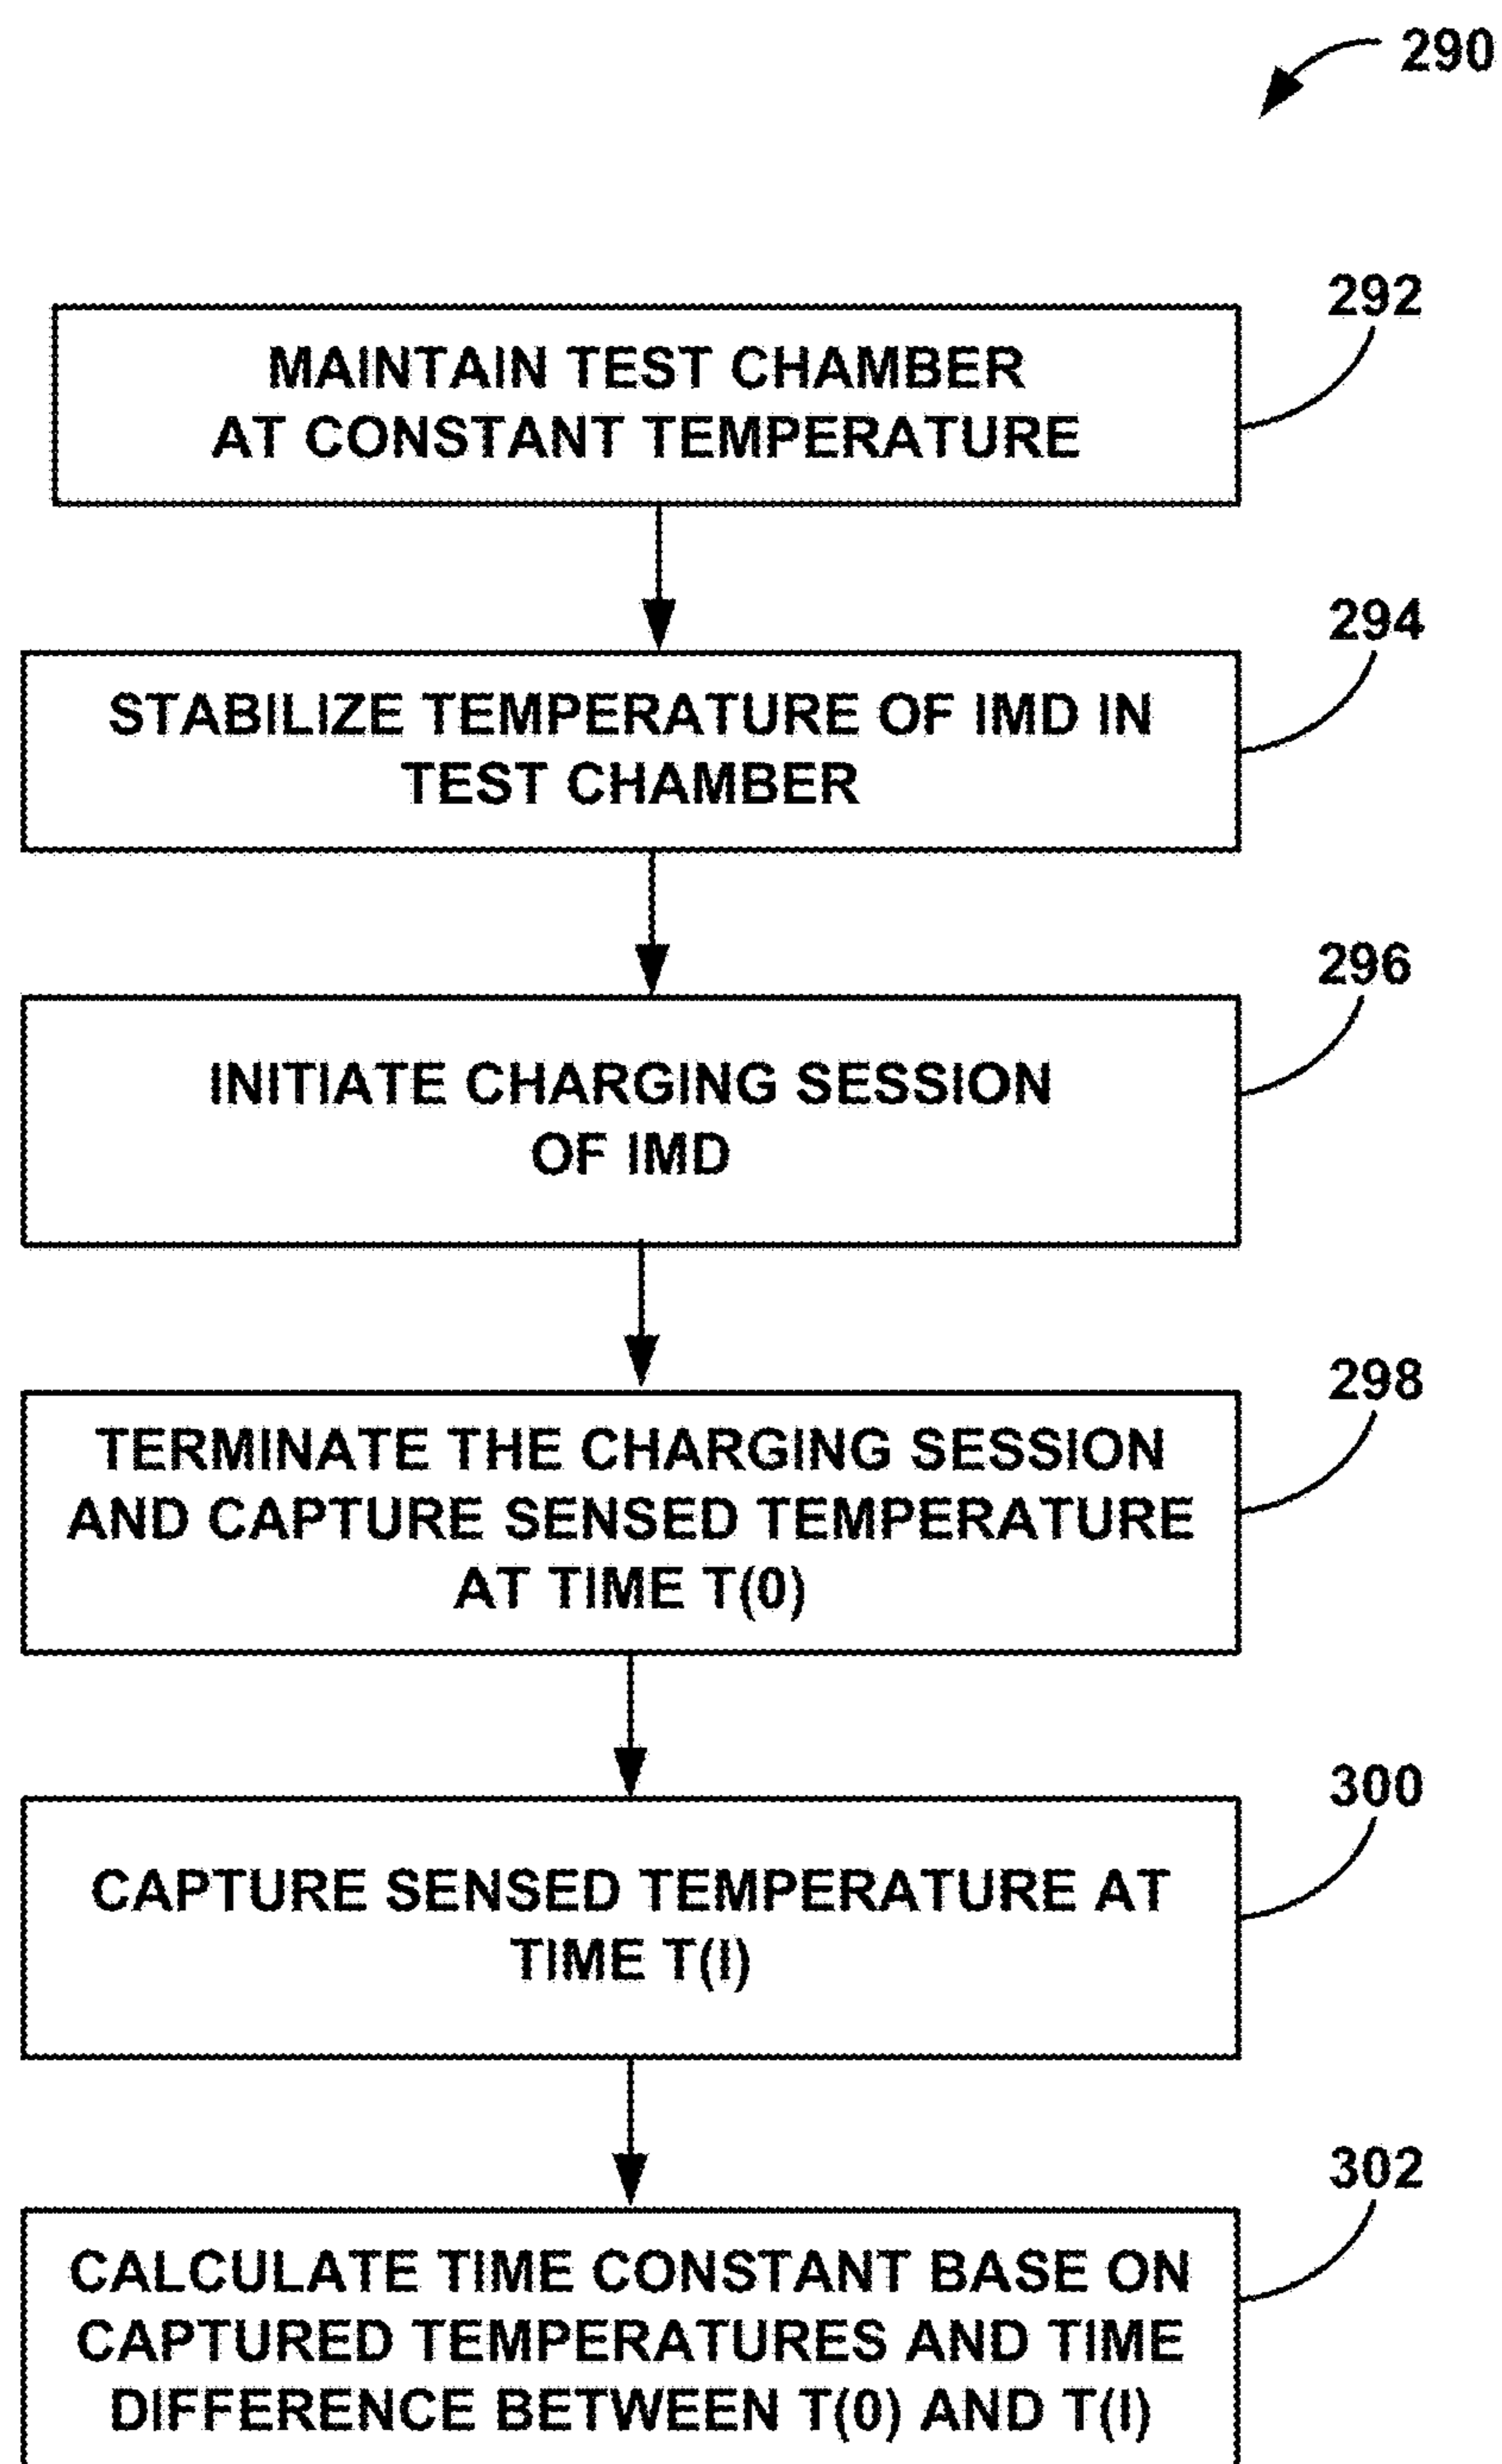 290
292
MAINTAIN TEST CHAMBER
AT CONSTANT TEMPERATURE
294
STABILIZE TEMPERATURE OF IMD IN
TEST CHAMBER
296
INITIATE CHARGING SESSION
OF IMD
298
TERMINATE THE CHARGING SESSION
AND CAPTURE SENSED TEMPERATURE
AT TIME T(0)
300
CAPTURE SENSED TEMPERATURE AT
TIME T(I)
302
CALCULATE TIME CONSTANT BASE ON
CAPTURED TEMPERATURES AND TIME
DIFFERENCE BETWEEN T(0) AND T(I)